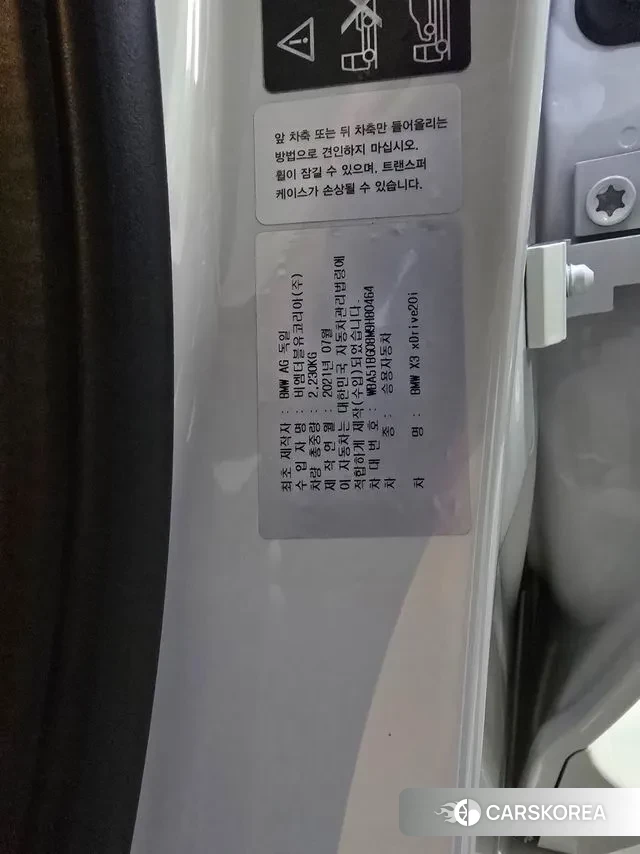 앞 차축 또는 뒤 차축만 들어올리는
방법으로 견인하지 마십시오.
휠이 잠길 수 있으며, 트랜스퍼
케이스가 손상될 수 있습니다.
최초 제작자 : BMW AG 독일
수 입 자 명 : 비엠더블유코리아(주)
차량 총중량 : 2,230KG
제 작 연 월 : 2021년 07월
이 자동차는 대한민국 자동차관리법령에
적합하게 제작(수입)되었습니다.
차 대 번 호 : WBA51BG08M9H80464
차 종 : 승용자동차
차 명 : BMW X3 xDrive20i
CARSKOREA